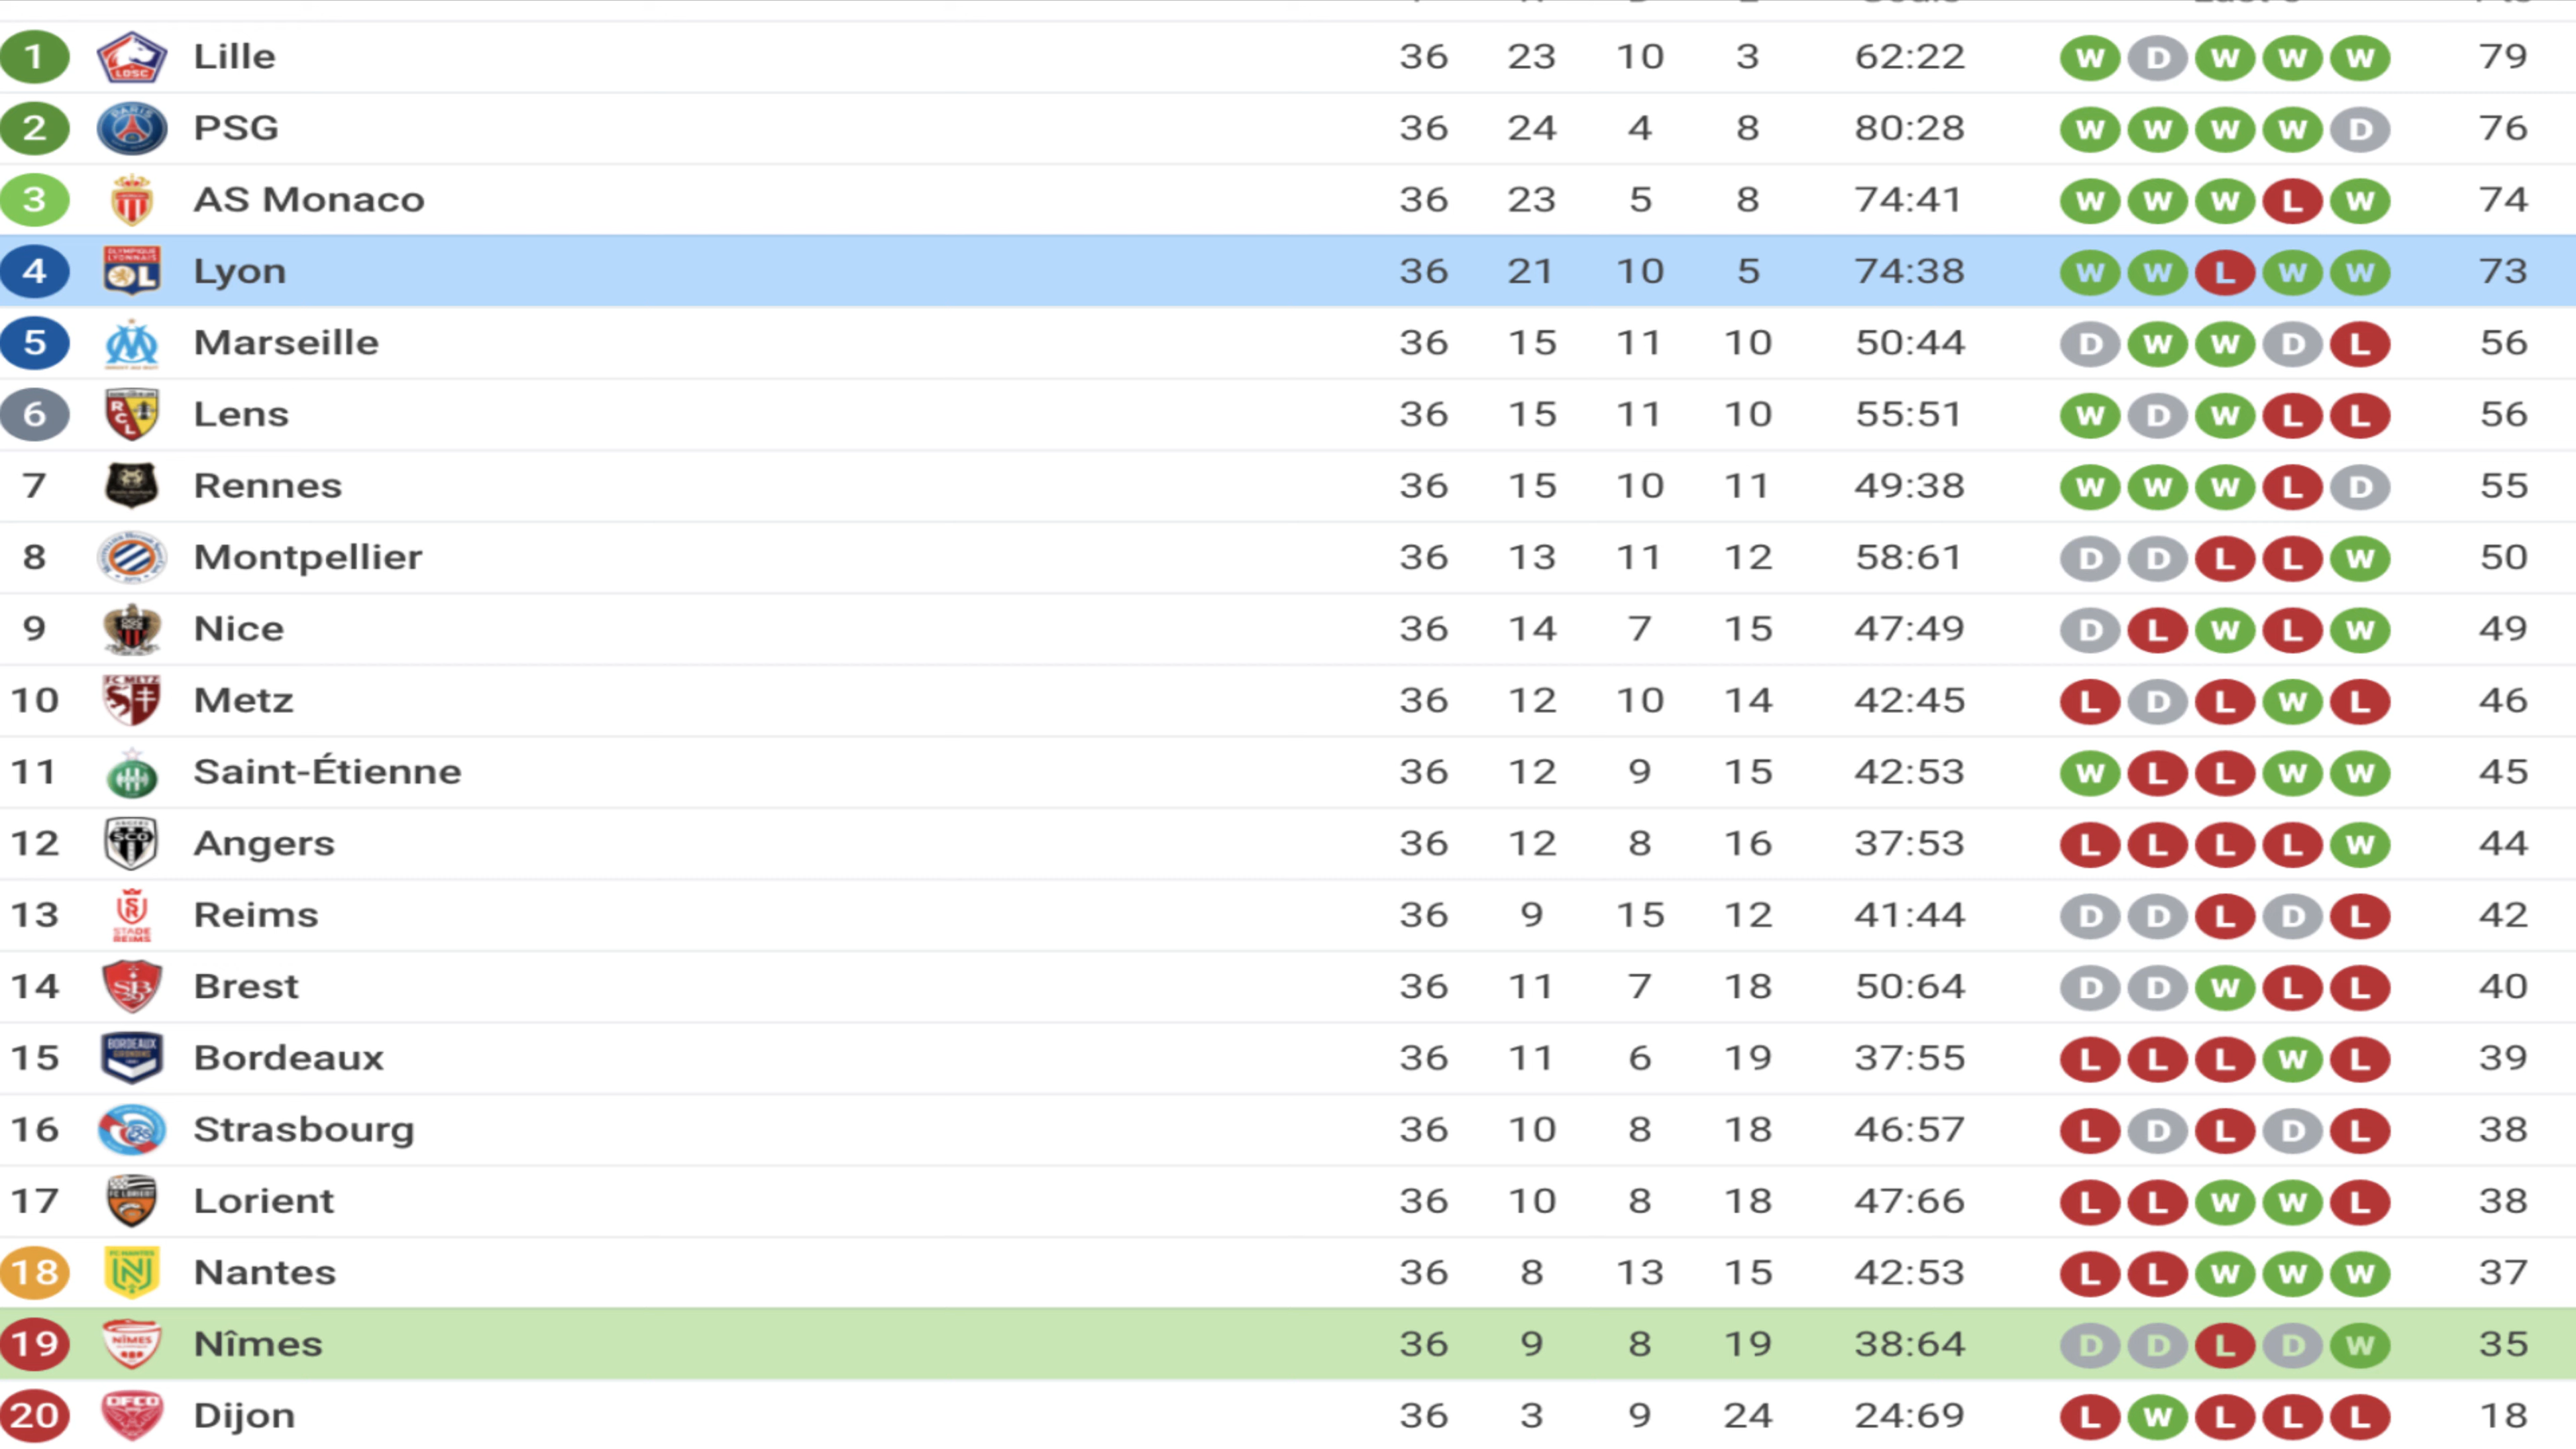 1 Lille 36 23 10 3 62:22 W D W W W 79
2 PSG 36 24 4 8 80:28 W W W W D 76
3 AS Monaco 36 23 5 8 74:41 W W W L W 74
4 Lyon 36 21 10 5 74:38 W W L W W 73
5 Marseille 36 15 11 10 50:44 D W W D L 56
6 Lens 36 15 11 10 55:51 W D W L L 56
7 Rennes 36 15 10 11 49:38 W W W L D 55
8 Montpellier 36 13 11 12 58:61 D D L L W 50
9 Nice 36 14 7 15 47:49 D L W L W 49
10 Metz 36 12 10 14 42:45 L D L W L 46
11 Saint-Étienne 36 12 9 15 42:53 W L L W W 45
12 Angers 36 12 8 16 37:53 L L L L W 44
13 Reims 36 9 15 12 41:44 D D L D L 42
14 Brest 36 11 7 18 50:64 D D W L L 40
15 Bordeaux 36 11 6 19 37:55 L L L W L 39
16 Strasbourg 36 10 8 18 46:57 L D L D L 38
17 Lorient 36 10 8 18 47:66 L L W W L 38
18 Nantes 36 8 13 15 42:53 L L W W W 37
19 Nîmes 36 9 8 19 38:64 D D L D W 35
20 Dijon 36 3 9 24 24:69 L W L L L 18